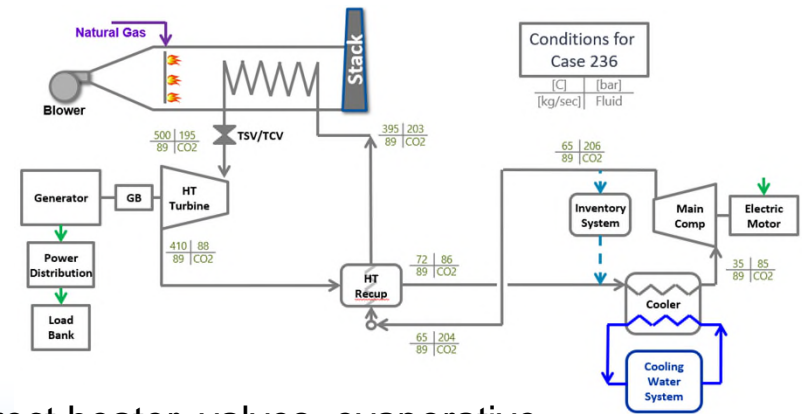 Natural Gas
Blower
Stack
Conditions for
Case 236
[C] | [bar]
[kg/sec] | Fluid
500 | 195
89 | CO2
TSV/TCV
395 | 203
89 | CO2
65 | 206
89 | CO2
Generator
GB
HT
Turbine
Inventory
System
Main
Comp
Electric
Motor
Power
Distribution
410 | 88
89 | CO2
HT
Recup
72 | 86
89 | CO2
35 | 85
89 | CO2
Cooler
Load
Bank
65 | 204
89 | CO2
Cooling
Water
System